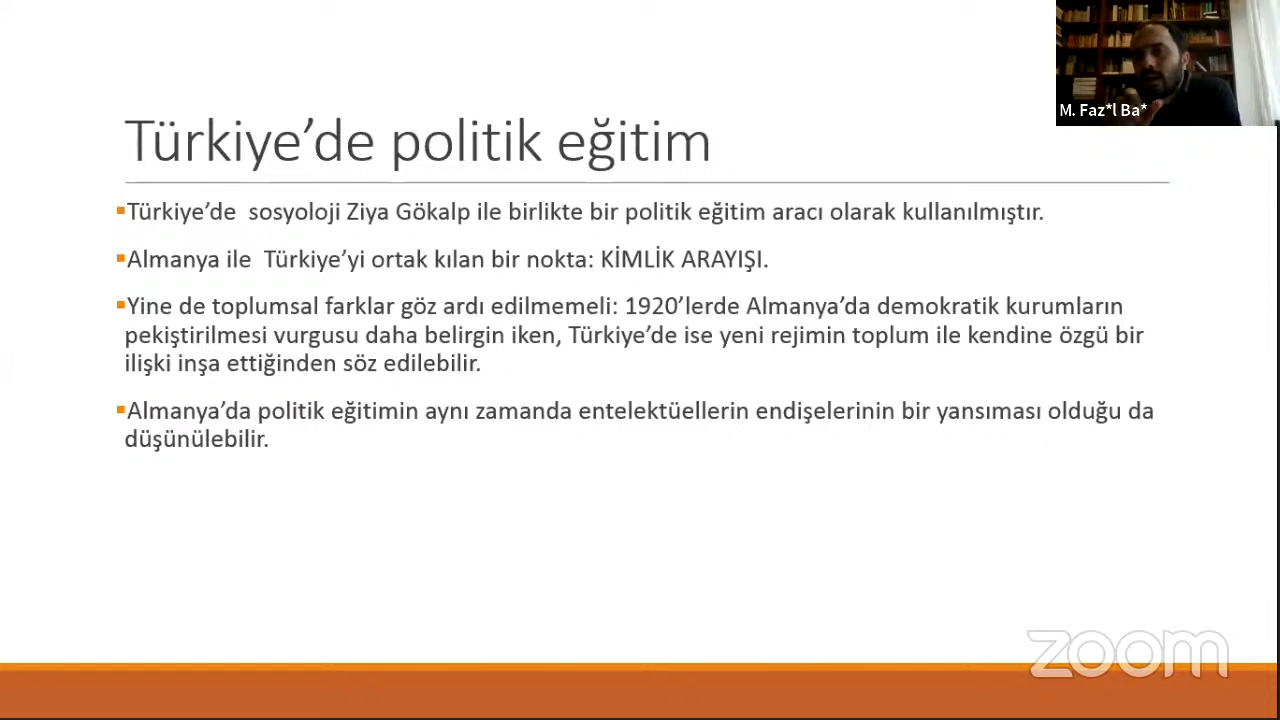 M. Faz*l Ba*
Türkiye’de politik eğitim
▪Türkiye’de  sosyoloji Ziya Gökalp ile birlikte bir politik eğitim aracı olarak kullanılmıştır.
▪Almanya ile  Türkiye’yi ortak kılan bir nokta: KİMLİK ARAYIŞI.
▪Yine de toplumsal farklar göz ardı edilmemeli: 1920’lerde Almanya’da demokratik kurumların
pekiştirilmesi vurgusu daha belirgin iken, Türkiye’de ise yeni rejimin toplum ile kendine özgü bir
ilişki inşa ettiğinden söz edilebilir.
▪Almanya’da politik eğitimin aynı zamanda entelektüellerin endişelerinin bir yansıması olduğu da
düşünülebilir.
zoom